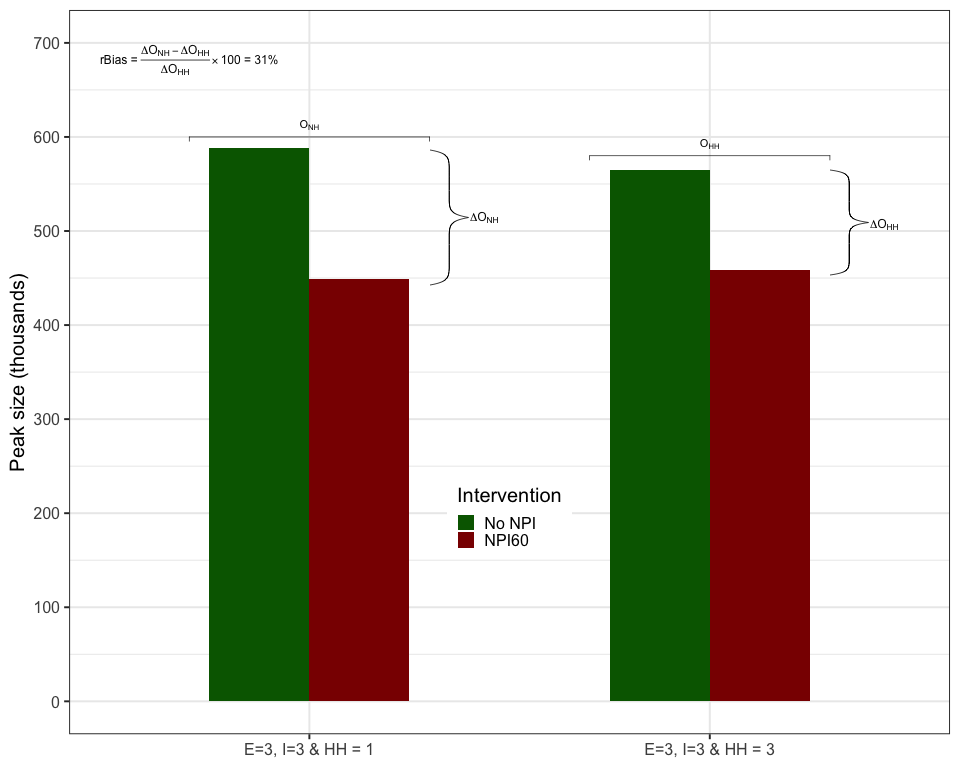 700
rBias = ΔO_NH − ΔO_HH / ΔO_HH × 100 = 31%
600
O_NH
O_HH
500
ΔO_NH
ΔO_HH
400
300
200
100
0
Peak size (thousands)
Intervention
No NPI
NPI60
E=3, I=3 & HH = 1
E=3, I=3 & HH = 3